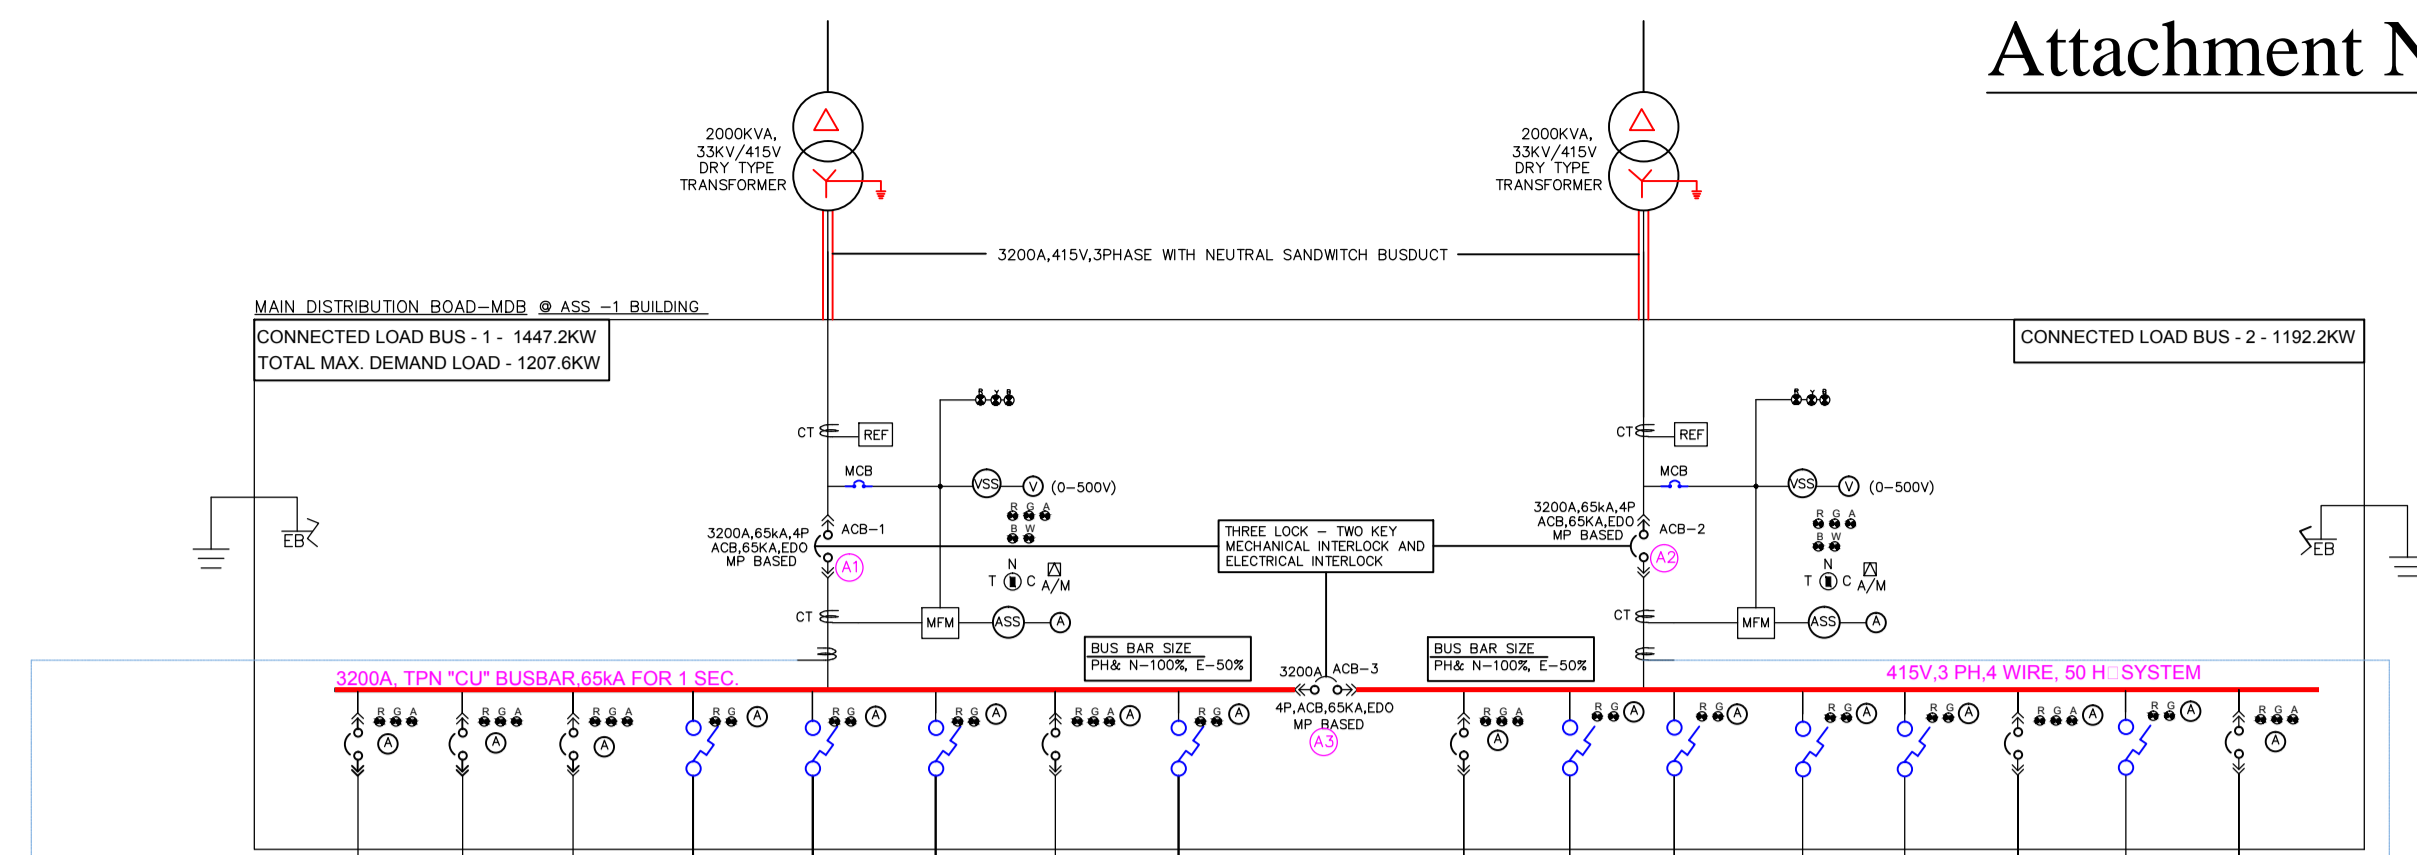 Attachment N
2000KVA,
33KV/415V
DRY TYPE
TRANSFORMER
2000KVA,
33KV/415V
DRY TYPE
TRANSFORMER
3200A,415V,3PHASE WITH NEUTRAL SANDWITCH BUSDUCT
MAIN DISTRIBUTION BOAD-MDB @ ASS -1 BUILDING
CONNECTED LOAD BUS - 1 - 1447.2KW
TOTAL MAX. DEMAND LOAD - 1207.6KW
CONNECTED LOAD BUS - 2 - 1192.2KW
R Y B
R Y B
CT REF
CT REF
MCB
MCB
VSS V (0-500V)
VSS V (0-500V)
3200A,65kA,4P
ACB,65KA,EDO
MP BASED
ACB-1
A1
R G A
B W
N
T C
A/M
THREE LOCK - TWO KEY
MECHANICAL INTERLOCK AND
ELECTRICAL INTERLOCK
3200A,65kA,4P
ACB,65KA,EDO
MP BASED
ACB-2
A2
R G A
B W
N
T C
A/M
EB
EB
CT MFM ASS A
CT MFM ASS A
BUS BAR SIZE
PH& N-100%, E-50%
BUS BAR SIZE
PH& N-100%, E-50%
3200A, TPN "CU" BUSBAR,65kA FOR 1 SEC.
3200A ACB-3
4P,ACB,65KA,EDO
MP BASED
A3
415V,3 PH,4 WIRE, 50 H□SYSTEM
R G A
A
R G A
A
R G A
A
R G A
R G A
R G A
R G A
A
R G A
R G A
A
R G A
R G A
R G A
R G A
R G A A
R G A
R G A
A